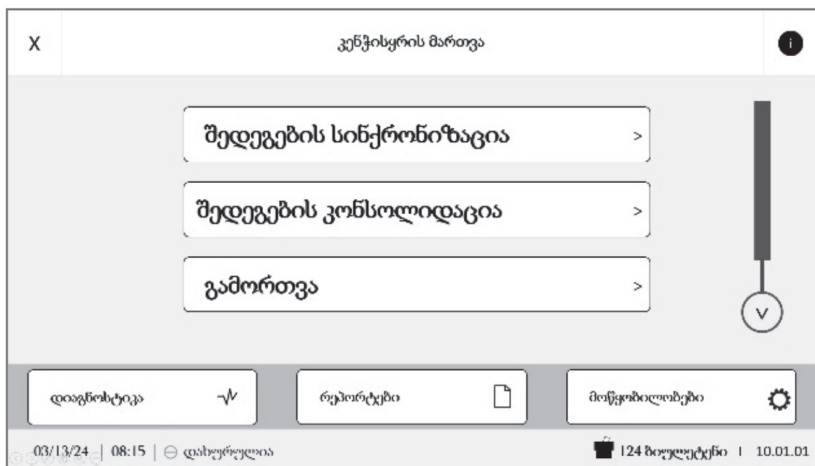 X კენჭისყრის მართვა i
შედეგების სინქრონიზაცია >
შედეგების კონსოლიდაცია >
გამორთვა >
V
დიაგნოსტიკა რეპორტები მოწყობილობები
03/13/24 | 08:15 | დახურულია 124 ბიულეტენი | 10.01.01